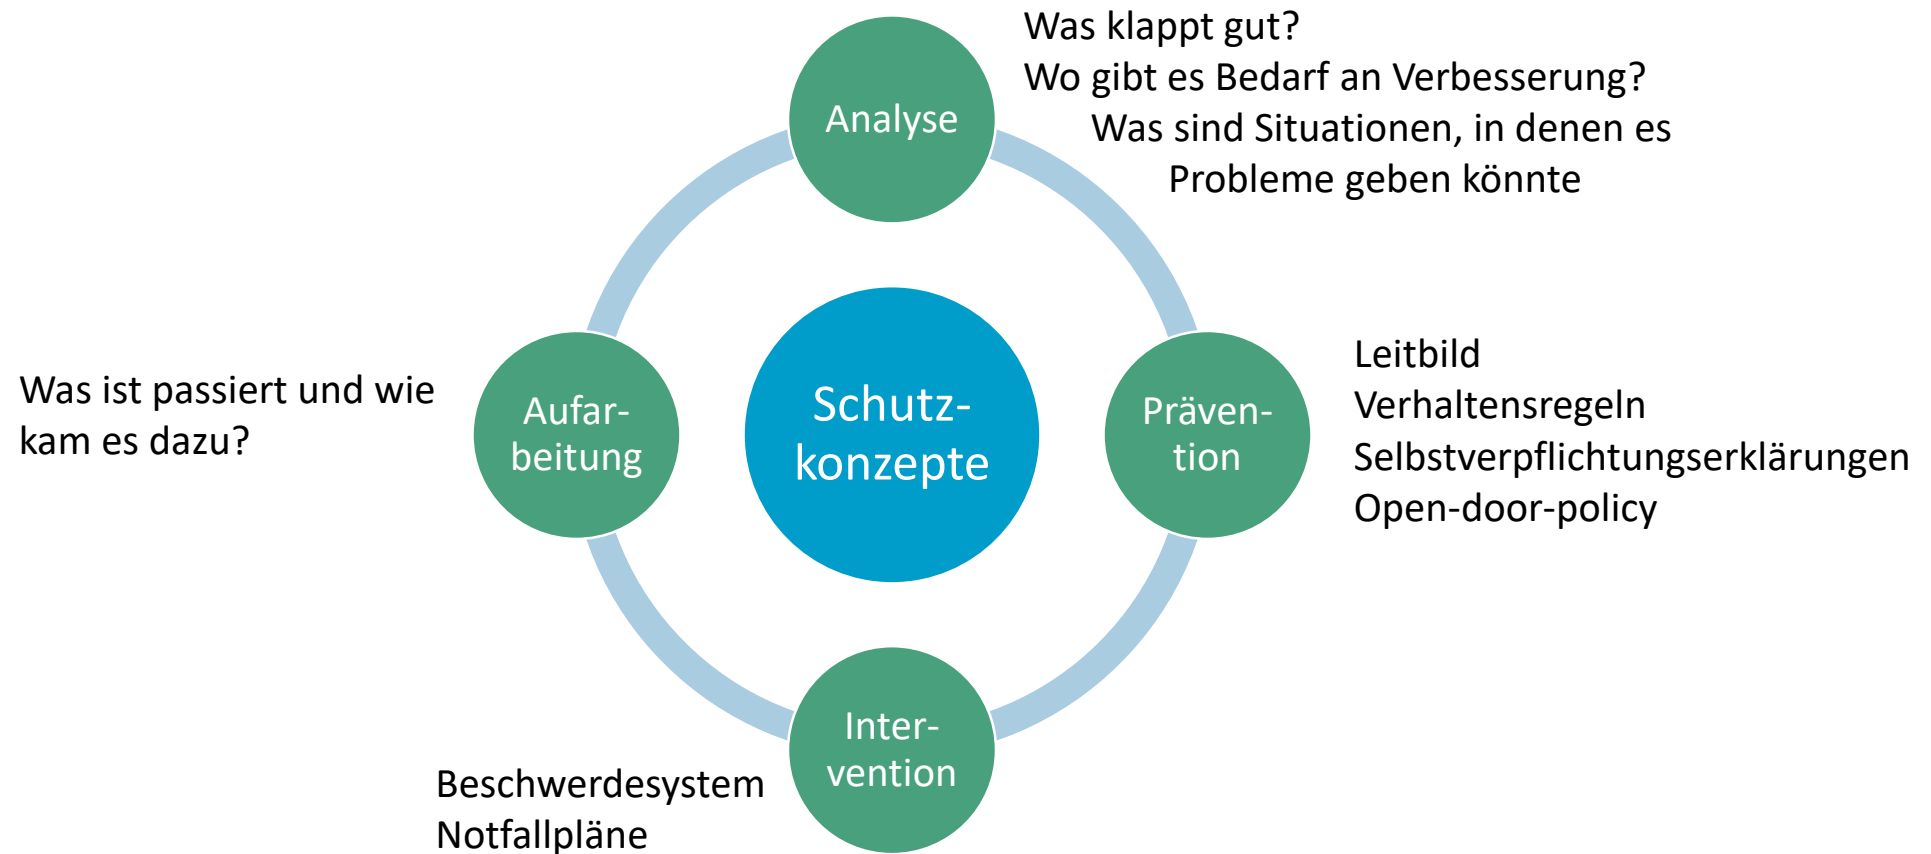 Was klappt gut?
Wo gibt es Bedarf an Verbesserung?
Was sind Situationen, in denen es
Probleme geben könnte
Analyse
Leitbild
Verhaltensregeln
Selbstverpflichtungserklärungen
Open-door-policy
Präven-
tion
Schutz-
konzepte
Aufar-
beitung
Was ist passiert und wie
kam es dazu?
Inter-
vention
Beschwerdesystem
Notfallpläne